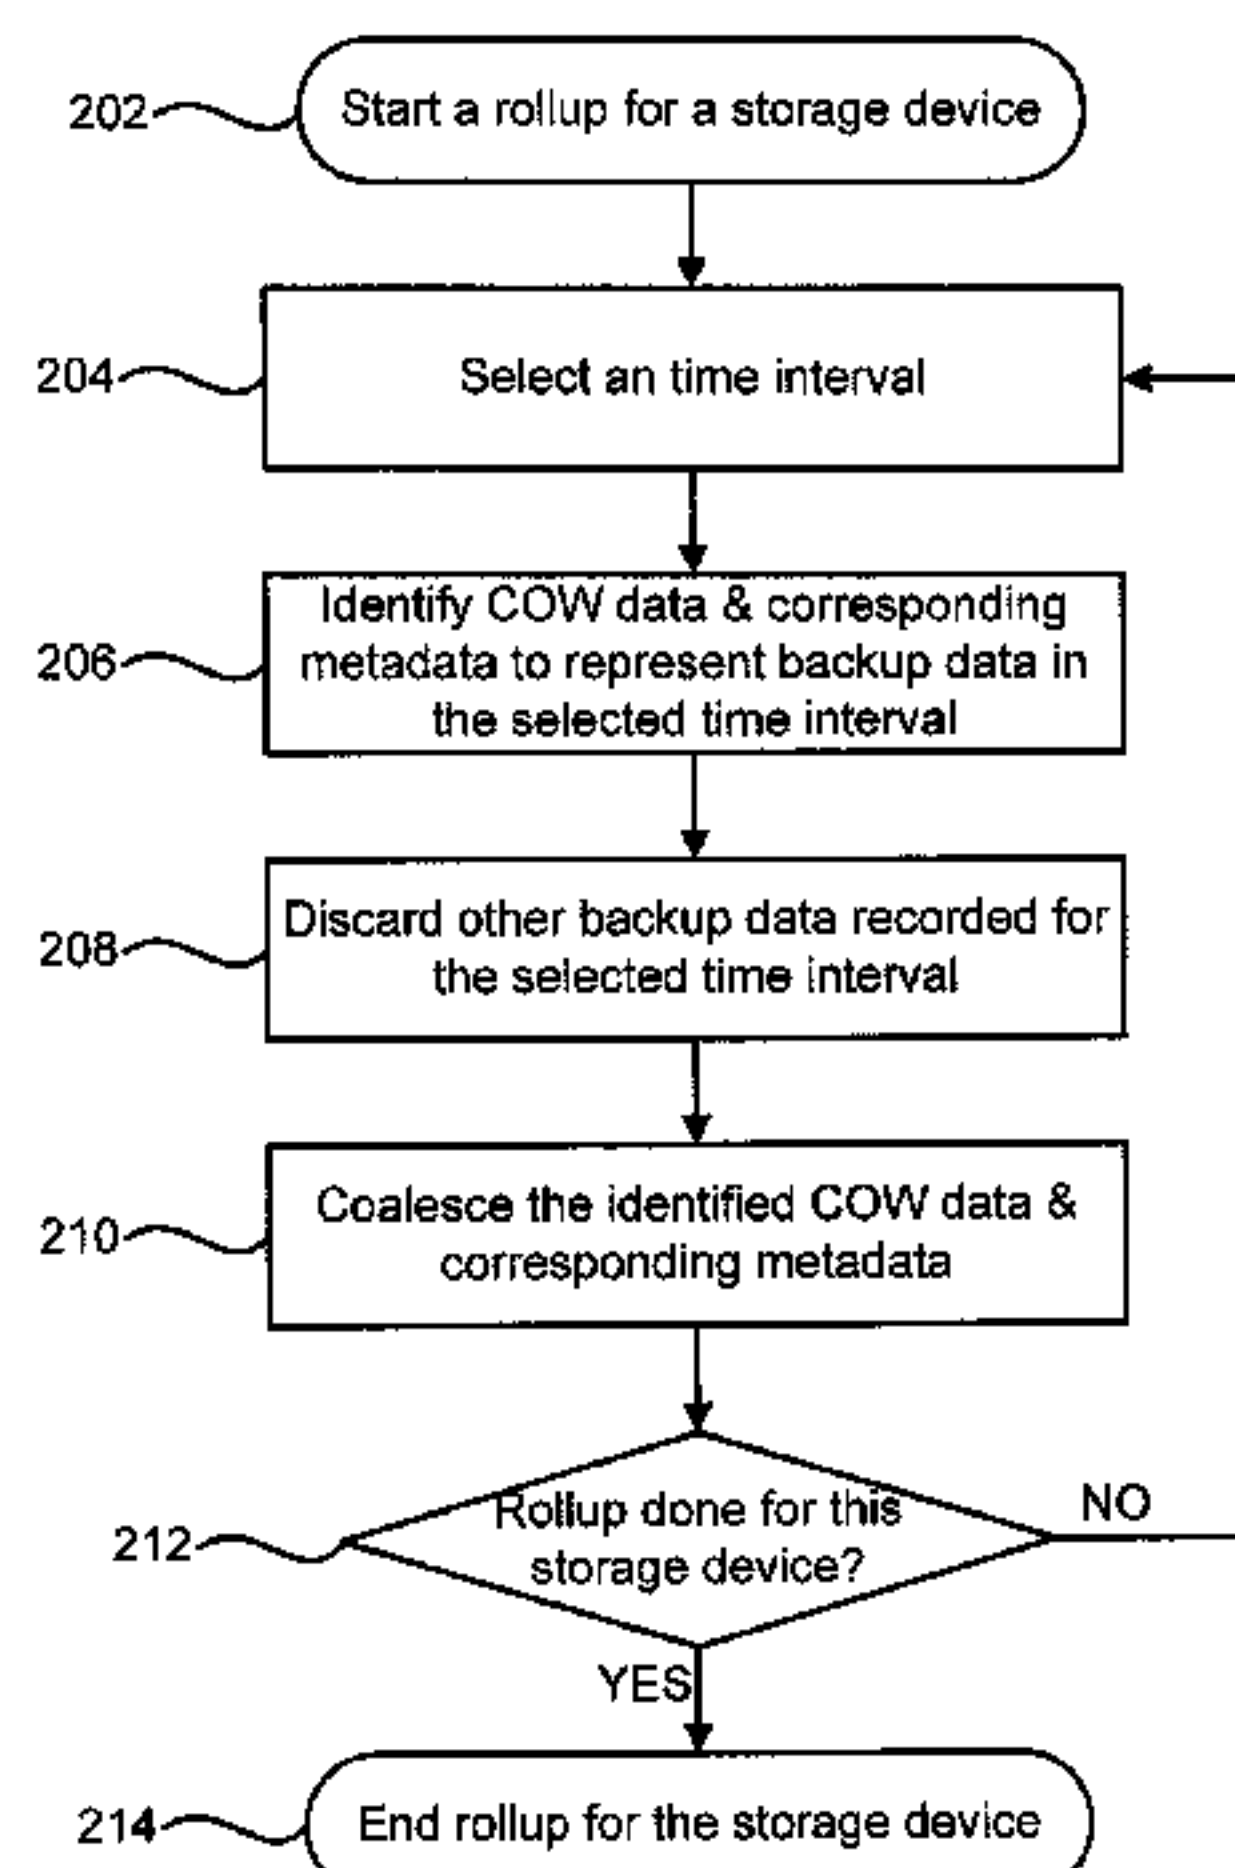 202
Start a rollup for a storage device
204
Select an time interval
206
Identify COW data & corresponding
metadata to represent backup data in
the selected time interval
208
Discard other backup data recorded for
the selected time interval
210
Coalesce the identified COW data &
corresponding metadata
212
Rollup done for this
storage device?
NO
YES
214
End rollup for the storage device